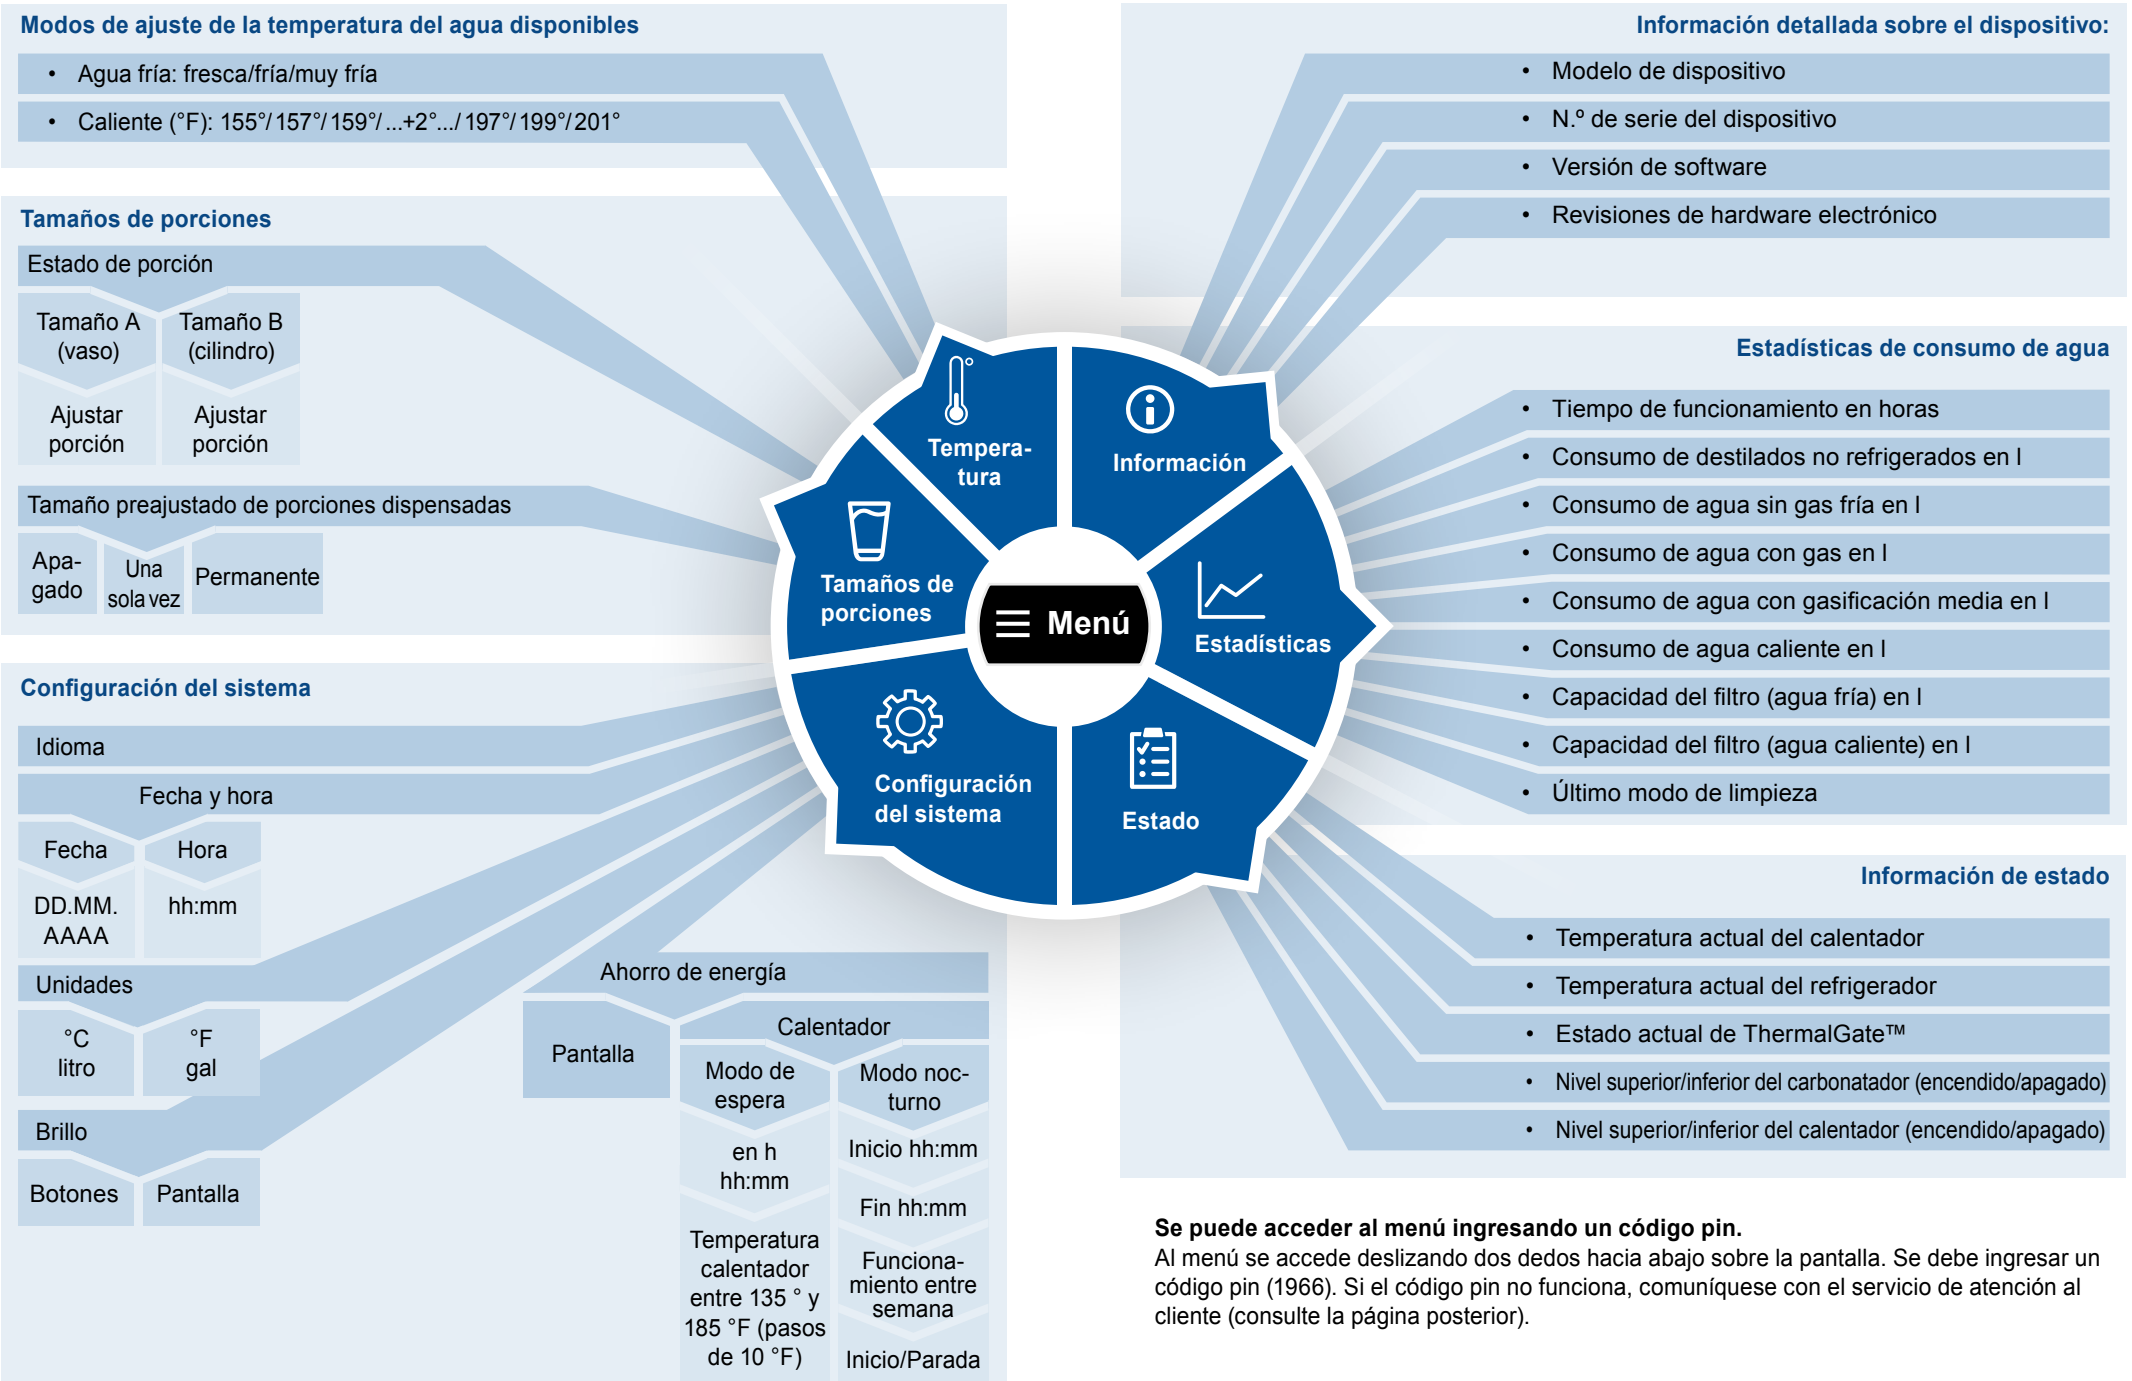 Modos de ajuste de la temperatura del agua disponibles
• Agua fría: fresca/fría/muy fría
• Caliente (°F): 155°/157°/159°/...+2°.../197°/199°/201°
Tamaños de porciones
Estado de porción
Tamaño A
(vaso)
Tamaño B
(cilindro)
Ajustar
porción
Ajustar
porción
Tamaño preajustado de porciones dispensadas
Apa-
gado
Una
sola vez
Permanente
Configuración del sistema
Idioma
Fecha y hora
Fecha
Hora
DD.MM.
AAAA
hh:mm
Unidades
°C
litro
°F
gal
Brillo
Botones
Pantalla
Ahorro de energía
Pantalla
Calentador
Modo de
espera
en h
hh:mm
Temperatura
calentador
entre 135 ° y
185 °F (pasos
de 10 °F)
Modo noc-
turno
Inicio hh:mm
Fin hh:mm
Funciona-
miento entre
semana
Inicio/Parada
Tempera-
tura
Información
Tamaños de
porciones
Menú
Estadísticas
Configuración
del sistema
Estado
Información detallada sobre el dispositivo:
• Modelo de dispositivo
• N.º de serie del dispositivo
• Versión de software
• Revisiones de hardware electrónico
Estadísticas de consumo de agua
• Tiempo de funcionamiento en horas
• Consumo de destilados no refrigerados en l
• Consumo de agua sin gas fría en l
• Consumo de agua con gas en l
• Consumo de agua con gasificación media en l
• Consumo de agua caliente en l
• Capacidad del filtro (agua fría) en l
• Capacidad del filtro (agua caliente) en l
• Último modo de limpieza
Información de estado
• Temperatura actual del calentador
• Temperatura actual del refrigerador
• Estado actual de ThermalGate™
• Nivel superior/inferior del carbonatador (encendido/apagado)
• Nivel superior/inferior del calentador (encendido/apagado)
Se puede acceder al menú ingresando un código pin.
Al menú se accede deslizando dos dedos hacia abajo sobre la pantalla. Se debe ingresar un
código pin (1966). Si el código pin no funciona, comuníquese con el servicio de atención al
cliente (consulte la página posterior).